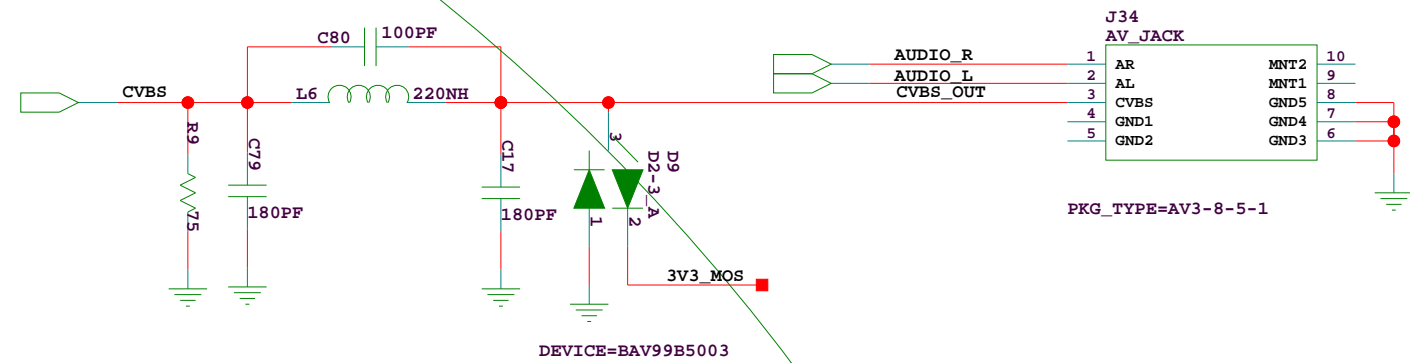 J34
AV_JACK
C80
100PF
AUDIO_R
1
AR
MNT2
10
AUDIO_L
2
AL
MNT1
9
CVBS
L6
220NH
CVBS_OUT
3
CVBS
GND5
8
4
GND1
GND4
7
5
GND2
GND3
6
R9
75
C79
180PF
C17
180PF
3
D9
D2-3_A
1
2
PKG_TYPE=AV3-8-5-1
3V3_MOS
DEVICE=BAV99B5003